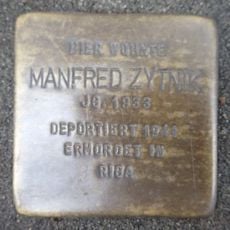 HIER WOHNTE
MANFRED ZYTNIK
JG. 1933
DEPORTIERT 1941
ERMORDET IN
RIGA